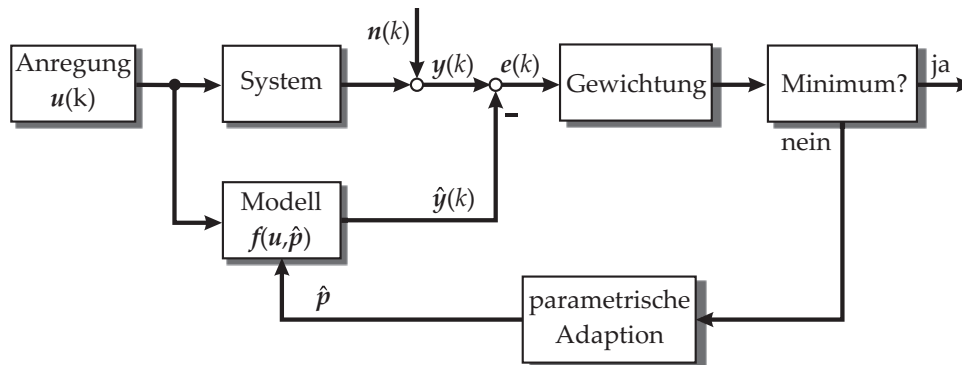 n(k)
Anregung
u(k)
System
y(k)
e(k)
Gewichtung
Minimum?
ja
nein
Modell
f(u,p̂)
ŷ(k)
p̂
parametrische
Adaption